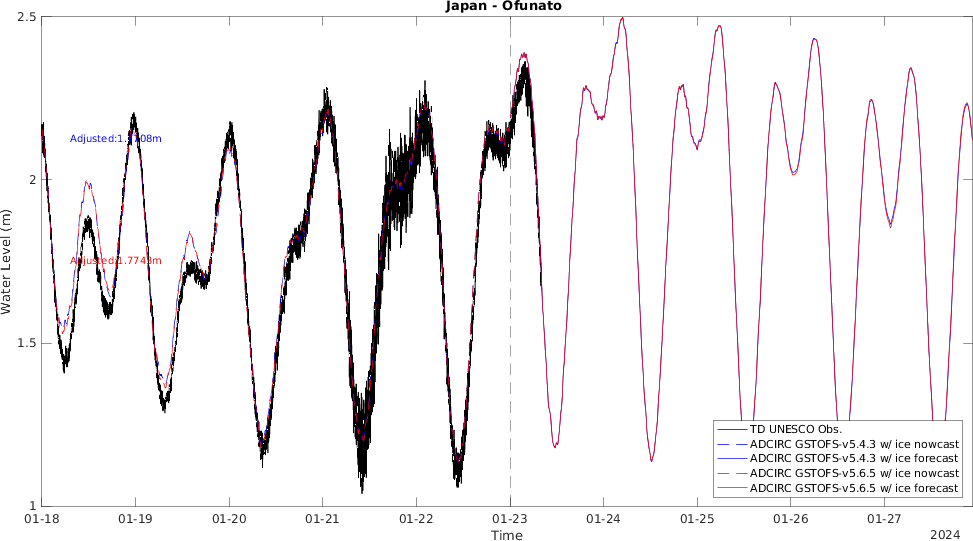 Japan - Ofunato
2.5
2
1.5
1
Water Level (m)
01-18
01-19
01-20
01-21
01-22
01-23
01-24
01-25
01-26
01-27
Time
2024
TD UNESCO Obs.
ADCIRC GSTOFS-v5.4.3 w/ ice nowcast
ADCIRC GSTOFS-v5.4.3 w/ ice forecast
ADCIRC GSTOFS-v5.6.5 w/ ice nowcast
ADCIRC GSTOFS-v5.6.5 w/ ice forecast